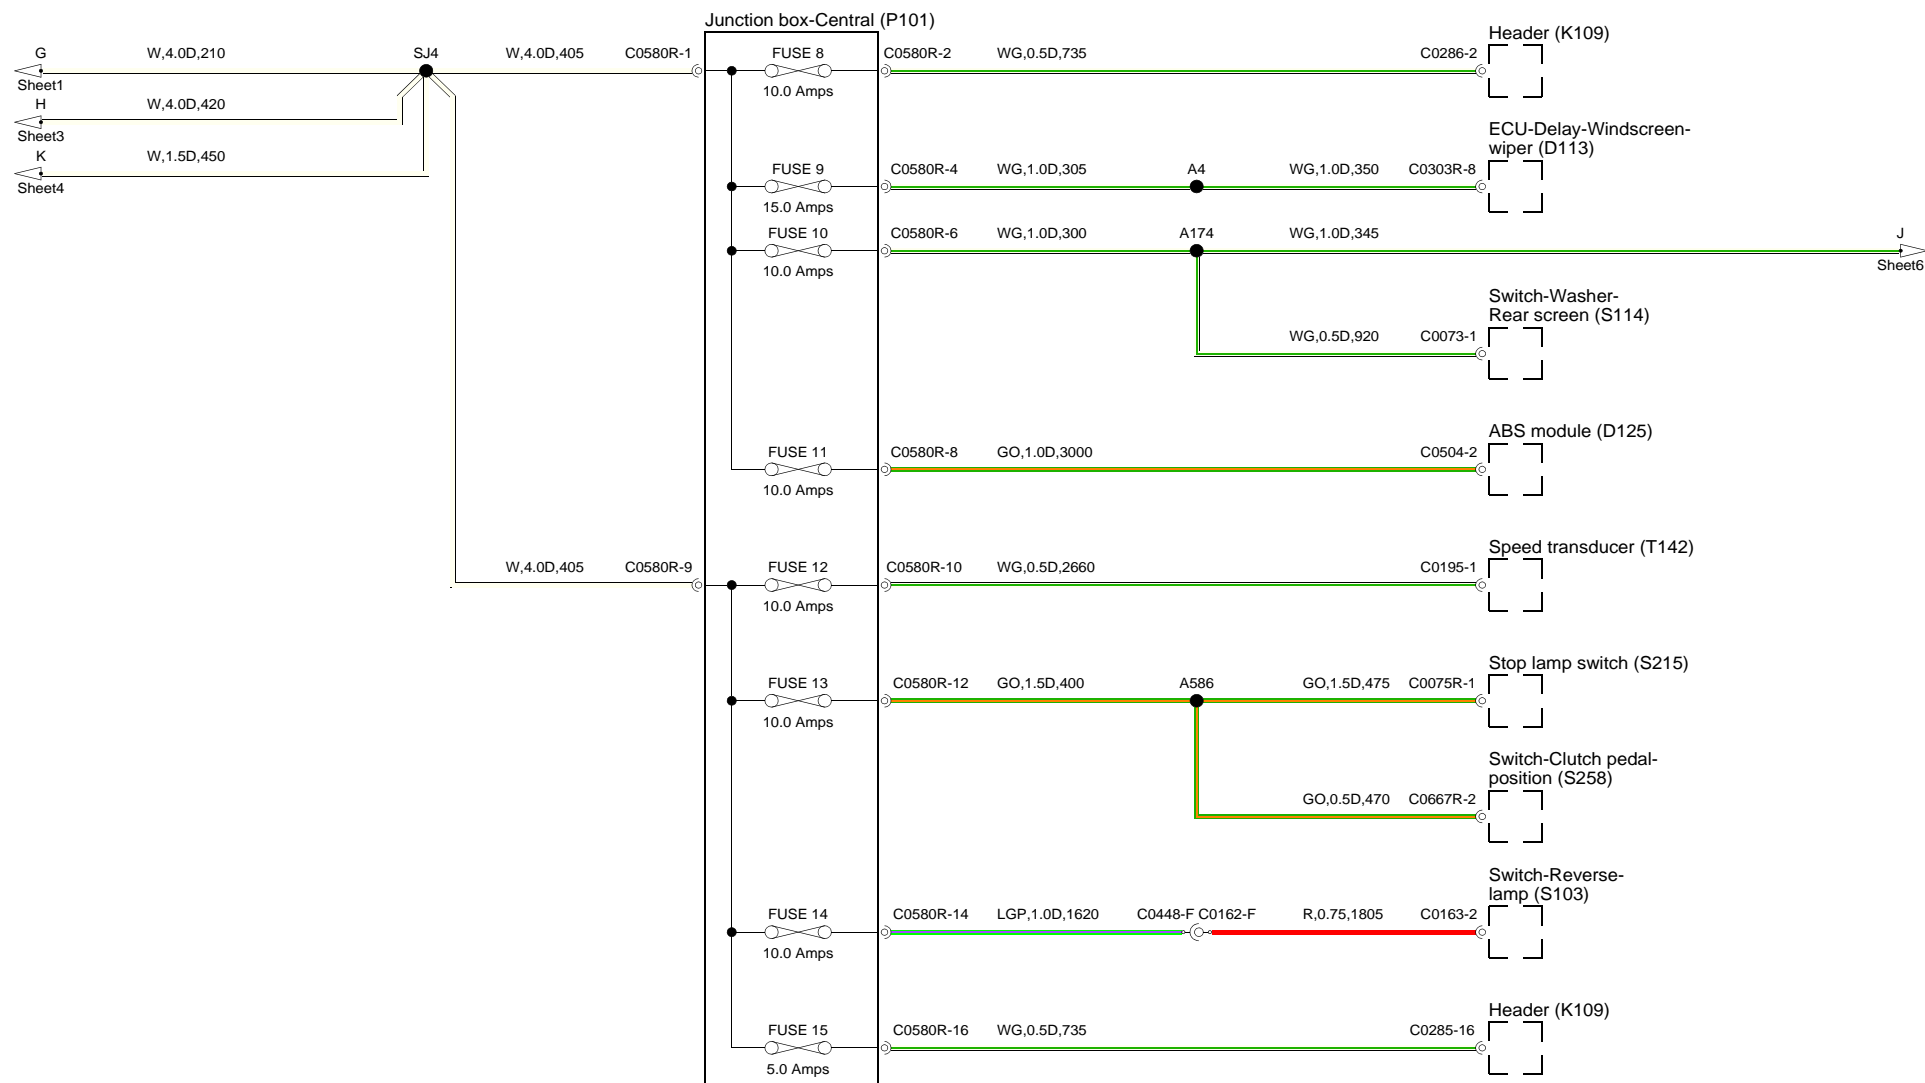 Junction box-Central (P101)
G
W,4.0D,210
SJ4
W,4.0D,405
C0580R-1
Sheet1
H
W,4.0D,420
Sheet3
K
W,1.5D,450
Sheet4
FUSE 8
10.0 Amps
C0580R-2
WG,0.5D,735
C0286-2
Header (K109)
FUSE 9
15.0 Amps
C0580R-4
WG,1.0D,305
A4
WG,1.0D,350
C0303R-8
ECU-Delay-Windscreen-
wiper (D113)
FUSE 10
10.0 Amps
C0580R-6
WG,1.0D,300
A174
WG,1.0D,345
J
Sheet6
Switch-Washer-
Rear screen (S114)
WG,0.5D,920
C0073-1
FUSE 11
10.0 Amps
C0580R-8
GO,1.0D,3000
C0504-2
ABS module (D125)
W,4.0D,405
C0580R-9
FUSE 12
10.0 Amps
C0580R-10
WG,0.5D,2660
C0195-1
Speed transducer (T142)
FUSE 13
10.0 Amps
C0580R-12
GO,1.5D,400
A586
GO,1.5D,475
C0075R-1
Stop lamp switch (S215)
Switch-Clutch pedal-
position (S258)
GO,0.5D,470
C0667R-2
FUSE 14
10.0 Amps
C0580R-14
LGP,1.0D,1620
C0448-F C0162-F
R,0.75,1805
C0163-2
Switch-Reverse-
lamp (S103)
FUSE 15
5.0 Amps
C0580R-16
WG,0.5D,735
C0285-16
Header (K109)